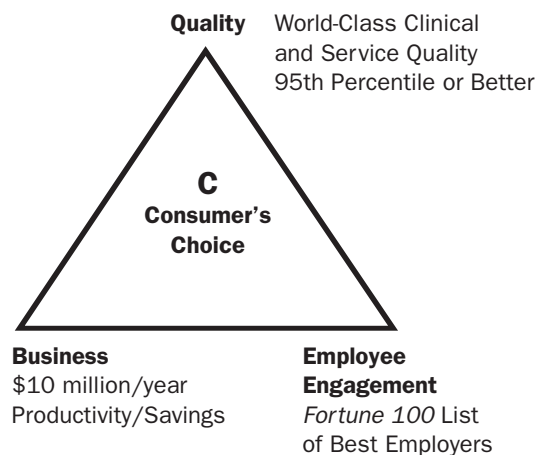 Quality World-Class Clinical
and Service Quality
95th Percentile or Better
C
Consumer’s
Choice
Business
$10 million/year
Productivity/Savings
Employee
Engagement
Fortune 100 List
of Best Employers